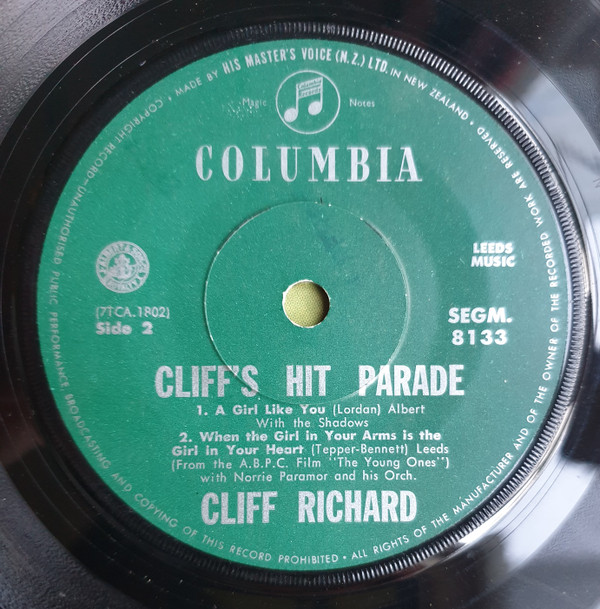 MADE BY HIS MASTER'S VOICE (N.Z.) LTD. IN NEW ZEALAND • ALL RIGHTS OF THE MANUFACTURER AND OF THE OWNER OF THE RECORDED WORK ARE RESERVED • COPYRIGHT RECORD—UNAUTHORISED PUBLIC PERFORMANCE, BROADCASTING AND COPYING OF THIS RECORD PROHIBITED •
Columbia Records
Magic Notes
COLUMBIA
LEEDS
MUSIC
(7TCA.1802)
Side 2
SEGM.
8133
CLIFF'S HIT PARADE
1. A Girl Like You (Lordan) Albert
With the Shadows
2. When the Girl in Your Arms is the
Girl in Your Heart (Tepper-Bennett) Leeds
(From the A.B.P.C. Film "The Young Ones")
with Norrie Paramor and his Orch.
CLIFF RICHARD